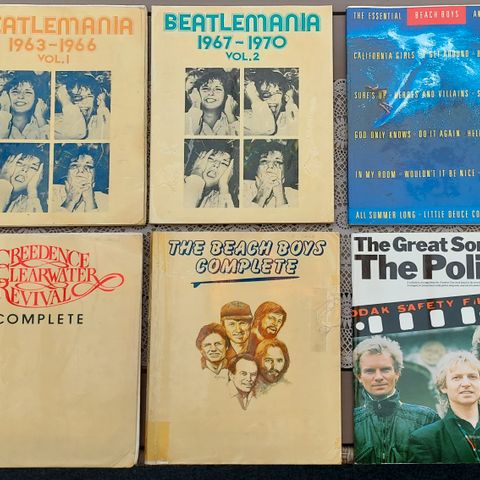 BEATLEMANIA
1963-1966
VOL.1
BEATLEMANIA
1967-1970
VOL.2
THE ESSENTIAL BEACH BOYS AN
CALIFORNIA GIRLS · I GET AROUND · B
SURF'S UP · HEROES AND VILLAINS · S
GOD ONLY KNOWS · DO IT AGAIN · HEL
IN MY ROOM · WOULDN'T IT BE NICE ·
ALL SUMMER LONG · LITTLE DEUCE CO
CREEDENCE
CLEARWATER
REVIVAL
COMPLETE
THE BEACH BOYS
COMPLETE
The Great Son
The Poli
ODAK SAFETY FI